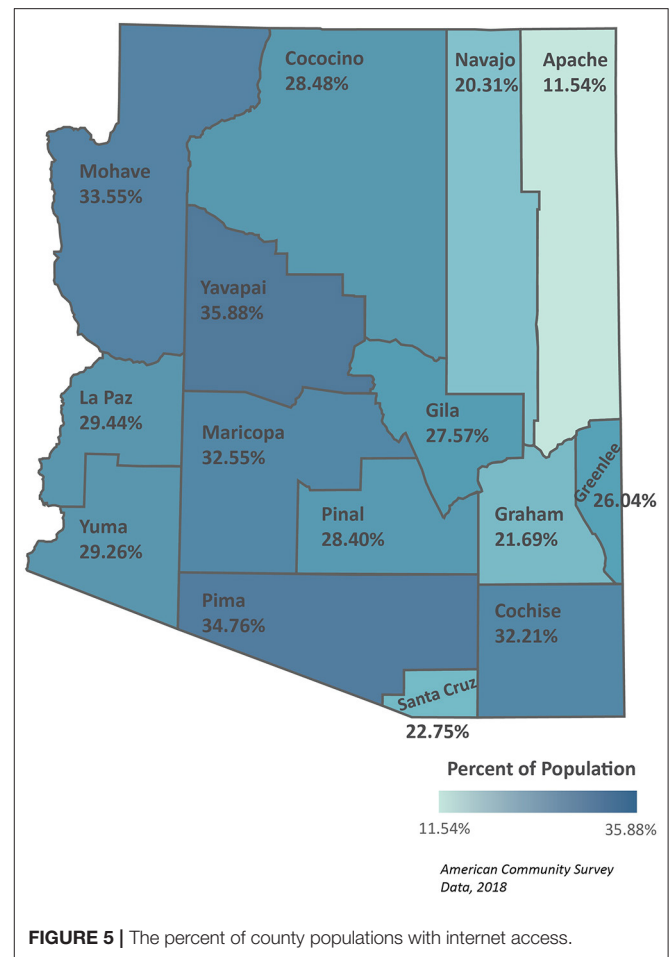 Cococino
28.48%
Navajo
20.31%
Apache
11.54%
Mohave
33.55%
Yavapai
35.88%
La Paz
29.44%
Maricopa
32.55%
Gila
27.57%
Greenlee
26.04%
Yuma
29.26%
Pinal
28.40%
Graham
21.69%
Pima
34.76%
Cochise
32.21%
Santa Cruz
22.75%
Percent of Population
11.54% 35.88%
American Community Survey
Data, 2018
FIGURE 5 | The percent of county populations with internet access.